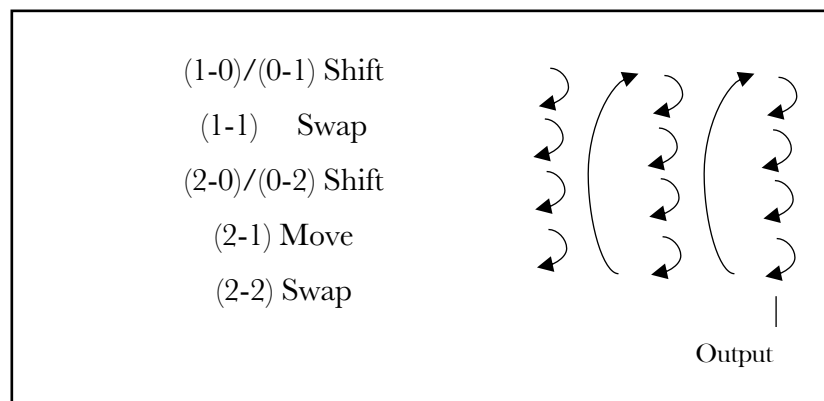 (1-0)/(0-1) Shift
(1-1) Swap
(2-0)/(0-2) Shift
(2-1) Move
(2-2) Swap
Output